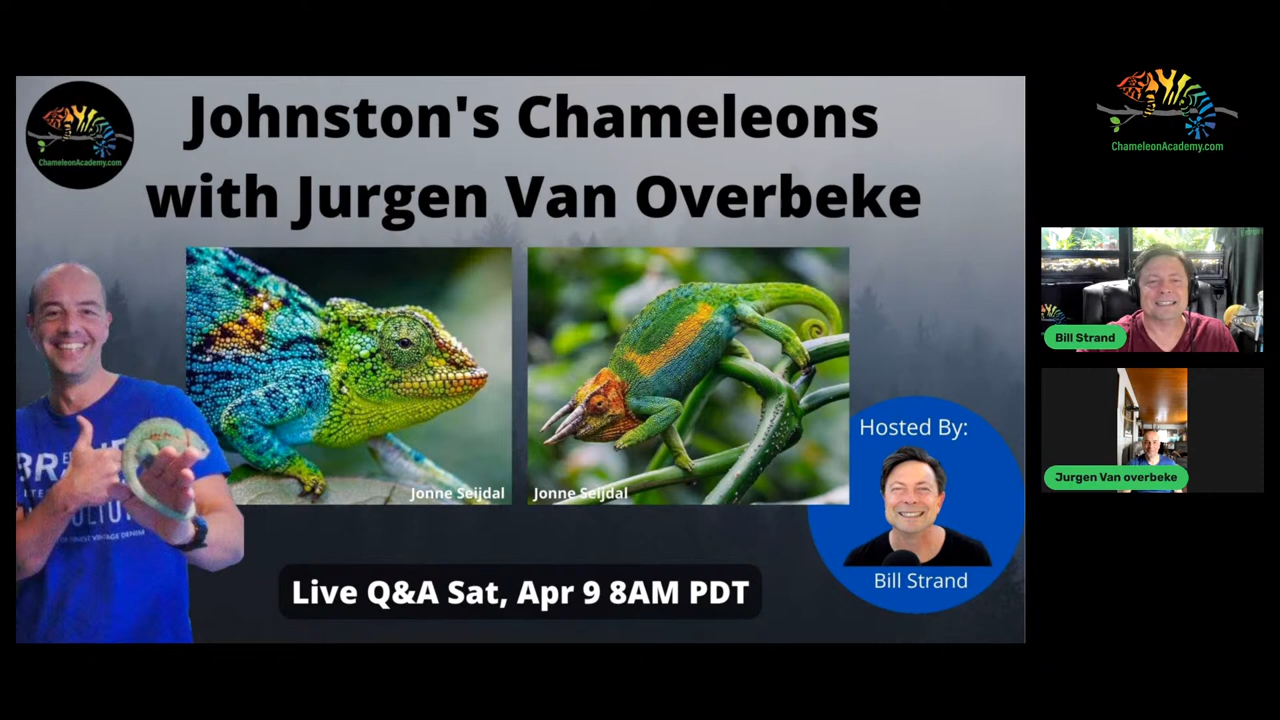 Johnston's Chameleons
with Jurgen Van Overbeke
ChameleonAcademy.com
Jonne Seijdal
Jonne Seijdal
Hosted By:
Bill Strand
Live Q&A Sat, Apr 9 8AM PDT
ChameleonAcademy.com
Bill Strand
Jurgen Van overbeke